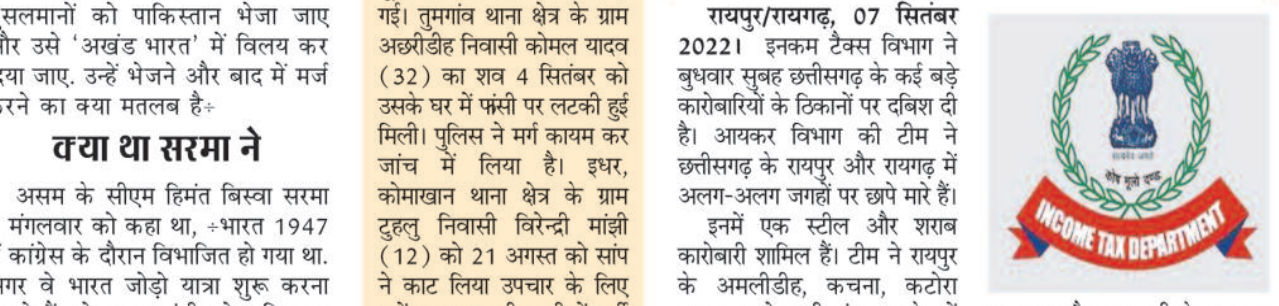 सलमानों को पाकिस्तान भेजा जाए
और उसे ‘अखंड भारत’ में विलय कर
दया जाए. उन्हें भेजने और बाद में मर्ज
करने का क्या मतलब है÷
क्या था सरमा ने
असम के सीएम हिमंत बिस्वा सरमा
मंगलवार को कहा था, ÷भारत 1947
कांग्रेस के दौरान विभाजित हो गया था.
गर वे भारत जोड़ो यात्रा शुरू करना
गई। तुमगांव थाना क्षेत्र के ग्राम
अछरीडीह निवासी कोमल यादव
(32) का शव 4 सितंबर को
उसके घर में फांसी पर लटकी हुई
मिली। पुलिस ने मर्ग कायम कर
जांच में लिया है। इधर,
कोमाखान थाना क्षेत्र के ग्राम
टुहलु निवासी विरेन्द्री मांझी
(12) को 21 अगस्त को सांप
ने काट लिया उपचार के लिए
रायपुर/रायगढ़, 07 सितंबर
2022। इनकम टैक्स विभाग ने
बुधवार सुबह छत्तीसगढ़ के कई बड़े
कारोबारियों के ठिकानों पर दबिश दी
है। आयकर विभाग की टीम ने
छत्तीसगढ़ के रायपुर और रायगढ़ में
अलग-अलग जगहों पर छापे मारे हैं।
इनमें एक स्टील और शराब
कारोबारी शामिल हैं। टीम ने रायपुर
के अमलीडीह, कचना, कटोरा
सत्यमेव जयते
कोष मूलो दण्ड
INCOME TAX DEPARTMENT